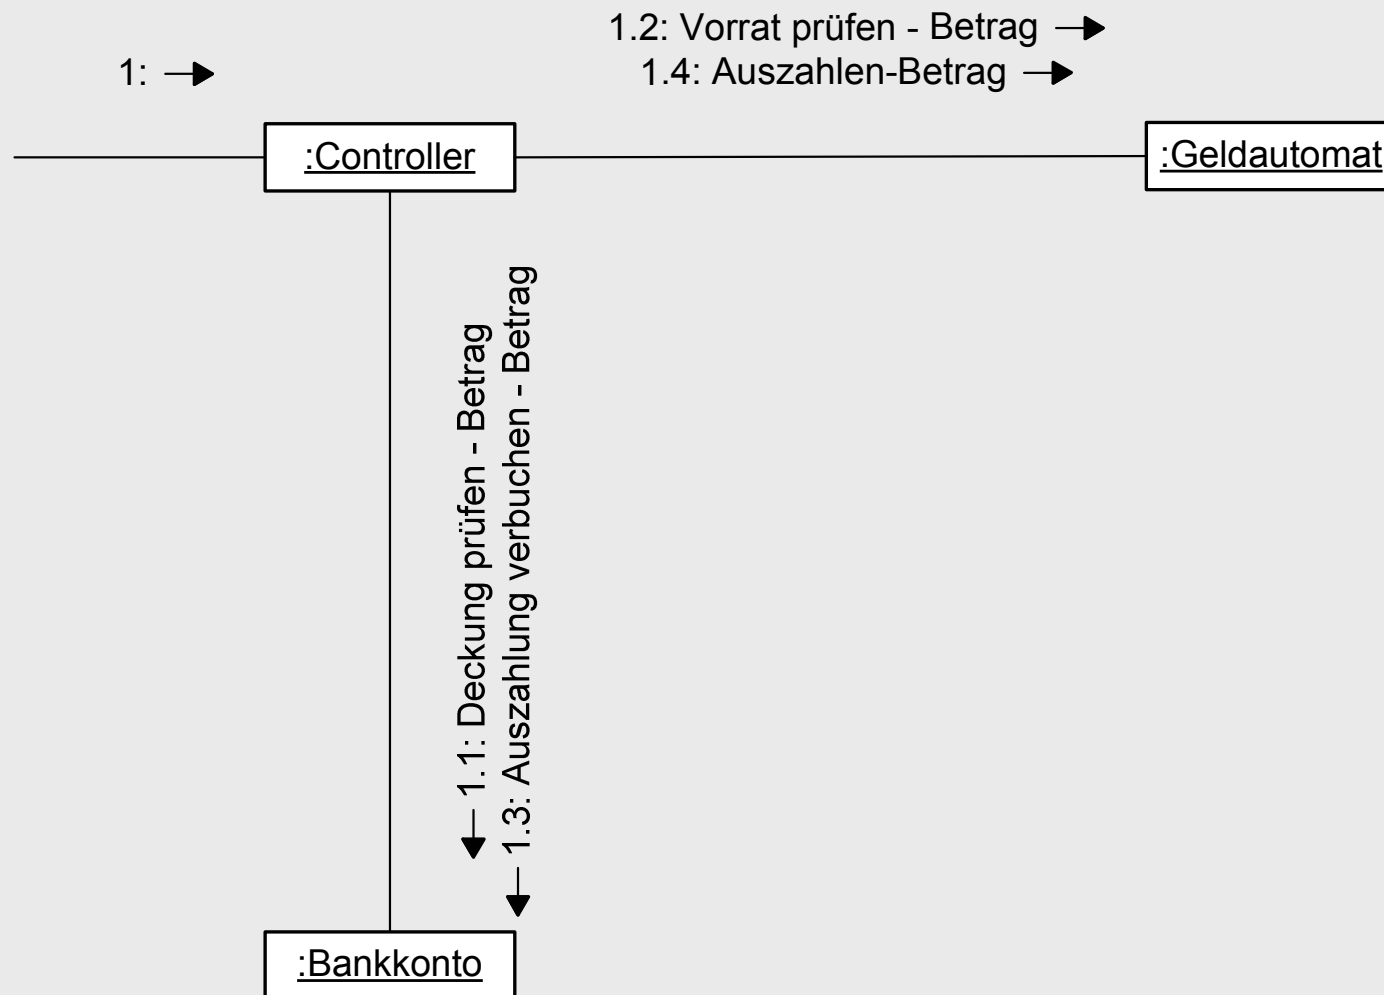 1.2: Vorrat prüfen - Betrag
1: 
1.4: Auszahlen-Betrag
:Controller
:Geldautomat
1.1: Deckung prüfen - Betrag
1.3: Auszahlung verbuchen - Betrag
:Bankkonto